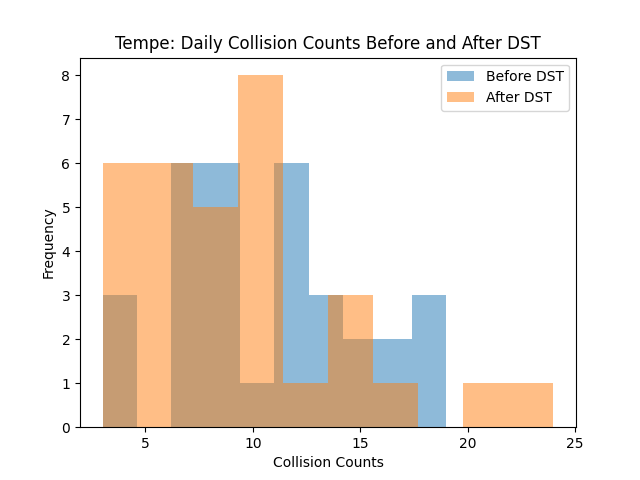 Tempe: Daily Collision Counts Before and After DST
Before DST
After DST
8
7
6
5
4
3
2
1
0
Frequency
5 10 15 20 25
Collision Counts